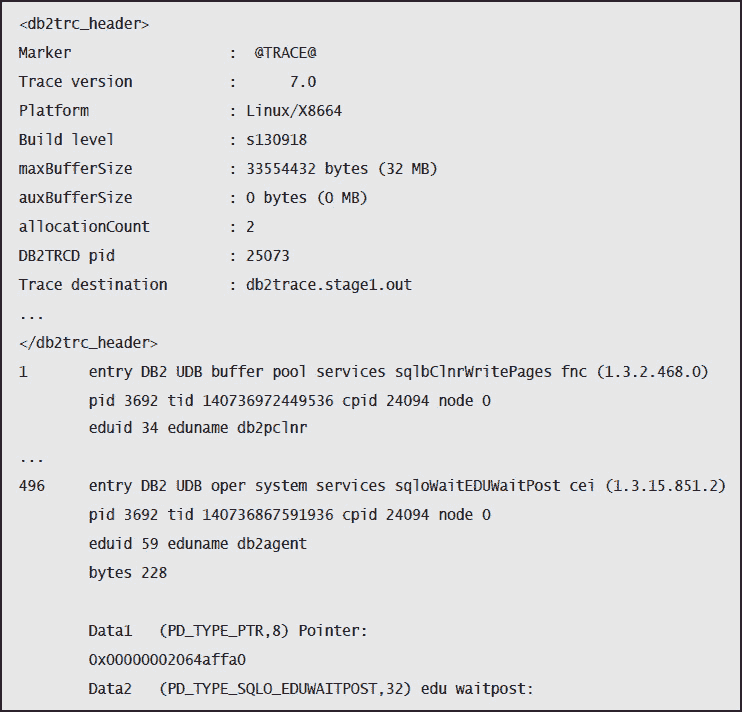 <db2trc_header>
Marker : @TRACE@
Trace version : 7.0
Platform : Linux/X8664
Build level : s130918
maxBufferSize : 33554432 bytes (32 MB)
auxBufferSize : 0 bytes (0 MB)
allocationCount : 2
DB2TRCD pid : 25073
Trace destination : db2trace.stage1.out
...
</db2trc_header>
1 entry DB2 UDB buffer pool services sqlbClnrWritePages fnc (1.3.2.468.0)
pid 3692 tid 140736972449536 cpid 24094 node 0
eduid 34 eduname db2pclnr
...
496 entry DB2 UDB oper system services sqloWaitEDUWaitPost cei (1.3.15.851.2)
pid 3692 tid 140736867591936 cpid 24094 node 0
eduid 59 eduname db2agent
bytes 228
Data1 (PD_TYPE_PTR,8) Pointer:
0x00000002064affa0
Data2 (PD_TYPE_SQLO_EDUWAITPOST,32) edu waitpost: